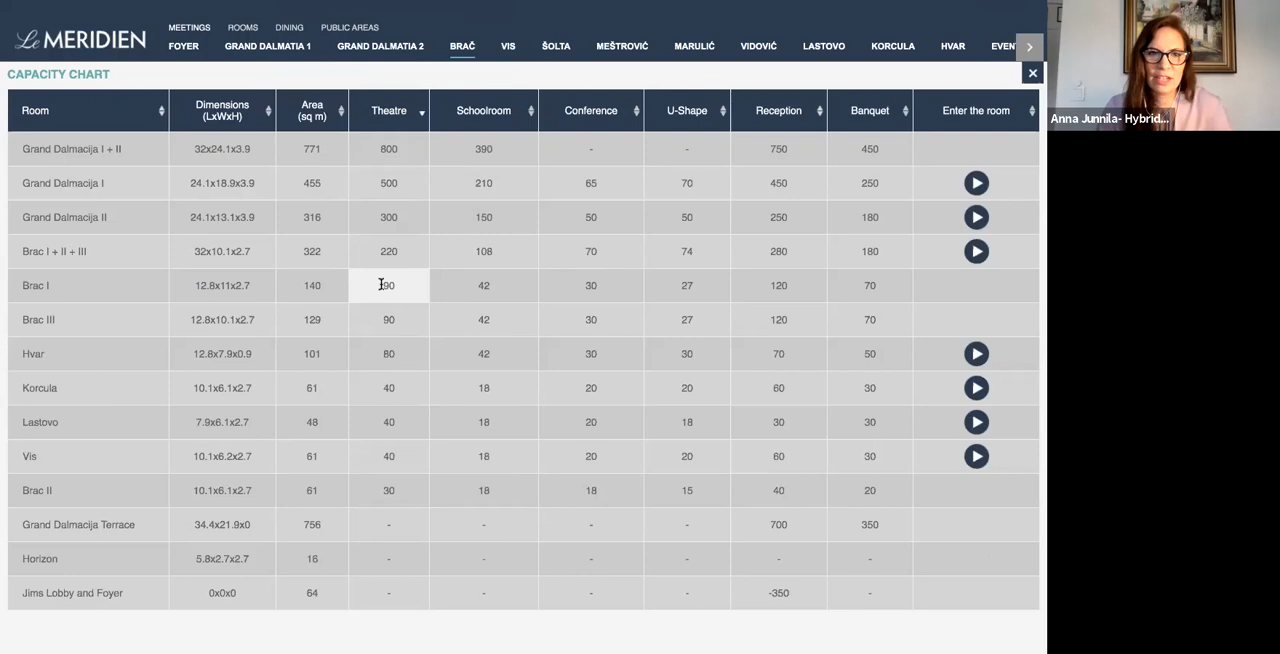 Le MERIDIEN
MEETINGS ROOMS DINING PUBLIC AREAS
FOYER GRAND DALMATIA 1 GRAND DALMATIA 2 BRAČ VIS ŠOLTA MEŠTROVIĆ MARULIĆ VIDOVIĆ LASTOVO KORCULA HVAR EVEN
CAPACITY CHART
Room Dimensions (LxWxH) Area (sq m) Theatre Schoolroom Conference U-Shape Reception Banquet Enter the room
Grand Dalmacija I + II 32x24.1x3.9 771 800 390 - - 750 450
Grand Dalmacija I 24.1x18.9x3.9 455 500 210 65 70 450 250
Grand Dalmacija II 24.1x13.1x3.9 316 300 150 50 50 250 180
Brac I + II + III 32x10.1x2.7 322 220 108 70 74 280 180
Brac I 12.8x11x2.7 140 90 42 30 27 120 70
Brac III 12.8x10.1x2.7 129 90 42 30 27 120 70
Hvar 12.8x7.9x0.9 101 80 42 30 30 70 50
Korcula 10.1x6.1x2.7 61 40 18 20 20 60 30
Lastovo 7.9x6.1x2.7 48 40 18 20 18 30 30
Vis 10.1x6.2x2.7 61 40 18 20 20 60 30
Brac II 10.1x6.1x2.7 61 30 18 18 15 40 20
Grand Dalmacija Terrace 34.4x21.9x0 756 - - - - 700 350
Horizon 5.8x2.7x2.7 16 - - - - - -
Jims Lobby and Foyer 0x0x0 64 - - - - -350 -
Anna Junnila- Hybrid...